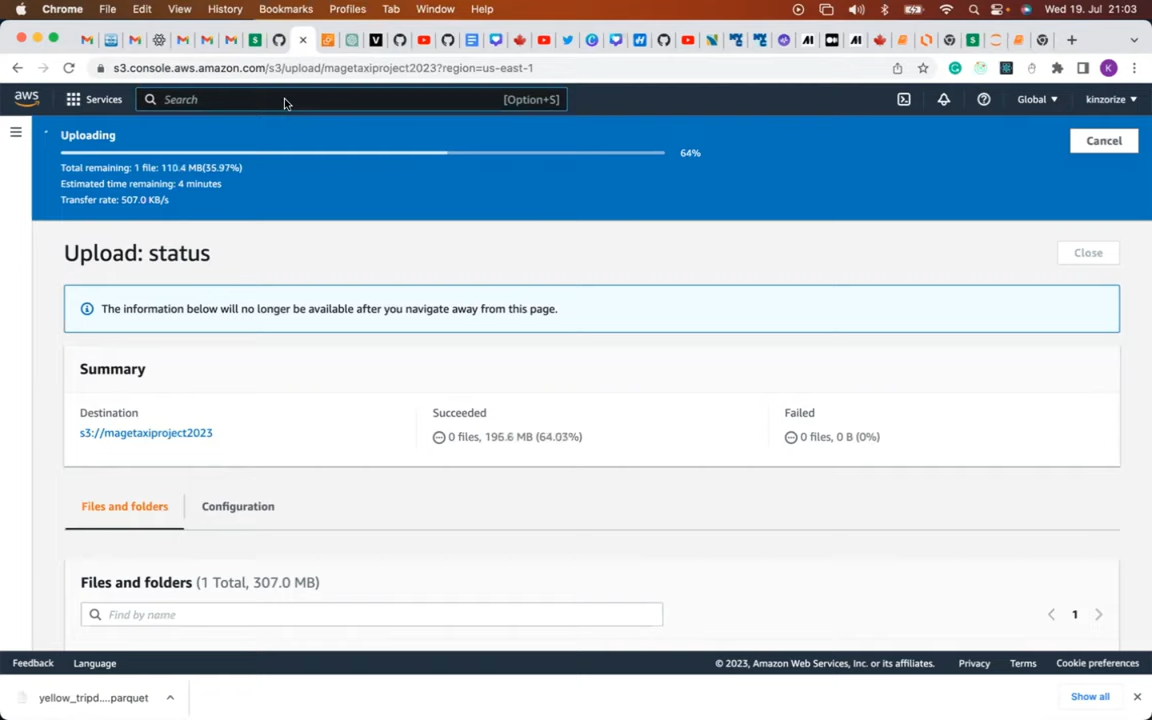 Chrome File Edit View History Bookmarks Profiles Tab Window Help Wed 19. Jul 21:03
s3.console.aws.amazon.com/s3/upload/magetaxiproject2023?region=us-east-1
aws Services Search [Option+S] Global kinzorize
Uploading
64%
Cancel
Total remaining: 1 file: 110.4 MB(35.97%)
Estimated time remaining: 4 minutes
Transfer rate: 507.0 KB/s
Upload: status
Close
The information below will no longer be available after you navigate away from this page.
Summary
Destination Succeeded Failed
s3://magetaxiproject2023 0 files, 196.6 MB (64.03%) 0 files, 0 B (0%)
Files and folders Configuration
Files and folders (1 Total, 307.0 MB)
Find by name 1
Feedback Language © 2023, Amazon Web Services, Inc. or its affiliates. Privacy Terms Cookie preferences
yellow_tripd....parquet Show all